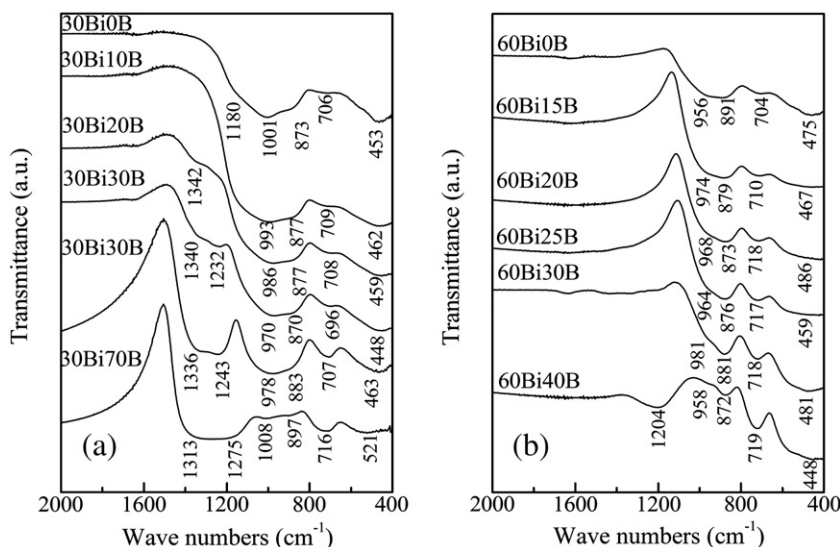 30Bi0B
30Bi10B
30Bi20B
30Bi30B
30Bi30B
30Bi70B
1180
1001
873
706
453
1342
993
877
709
462
1340
1232
986
877
708
459
970
870
696
448
1336
1243
978
883
707
463
1313
1275
1008
897
716
521
(a)
Transmittance (a.u.)
2000 1600 1200 800 400
Wave numbers (cm⁻¹)
60Bi0B
60Bi15B
60Bi20B
60Bi25B
60Bi30B
60Bi40B
956
891
704
475
974
879
710
467
968
873
718
486
964
876
717
459
981
881
718
481
1204
958
872
719
448
(b)
Transmittance (a.u.)
2000 1600 1200 800 400
Wave numbers (cm⁻¹)